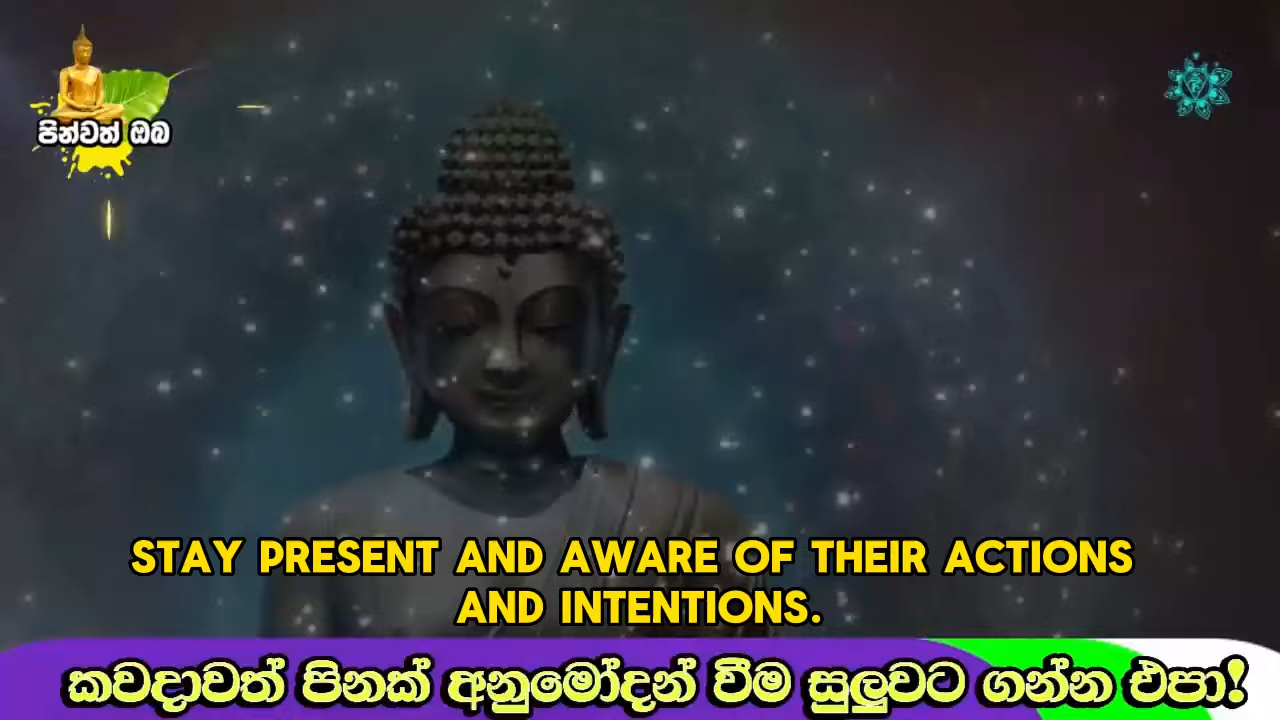 පින්වත් ඔබ
STAY PRESENT AND AWARE OF THEIR ACTIONS
AND INTENTIONS.
කවදාවත් පිනක් අනුමෝදන් වීම සුලුවට ගන්න එපා!